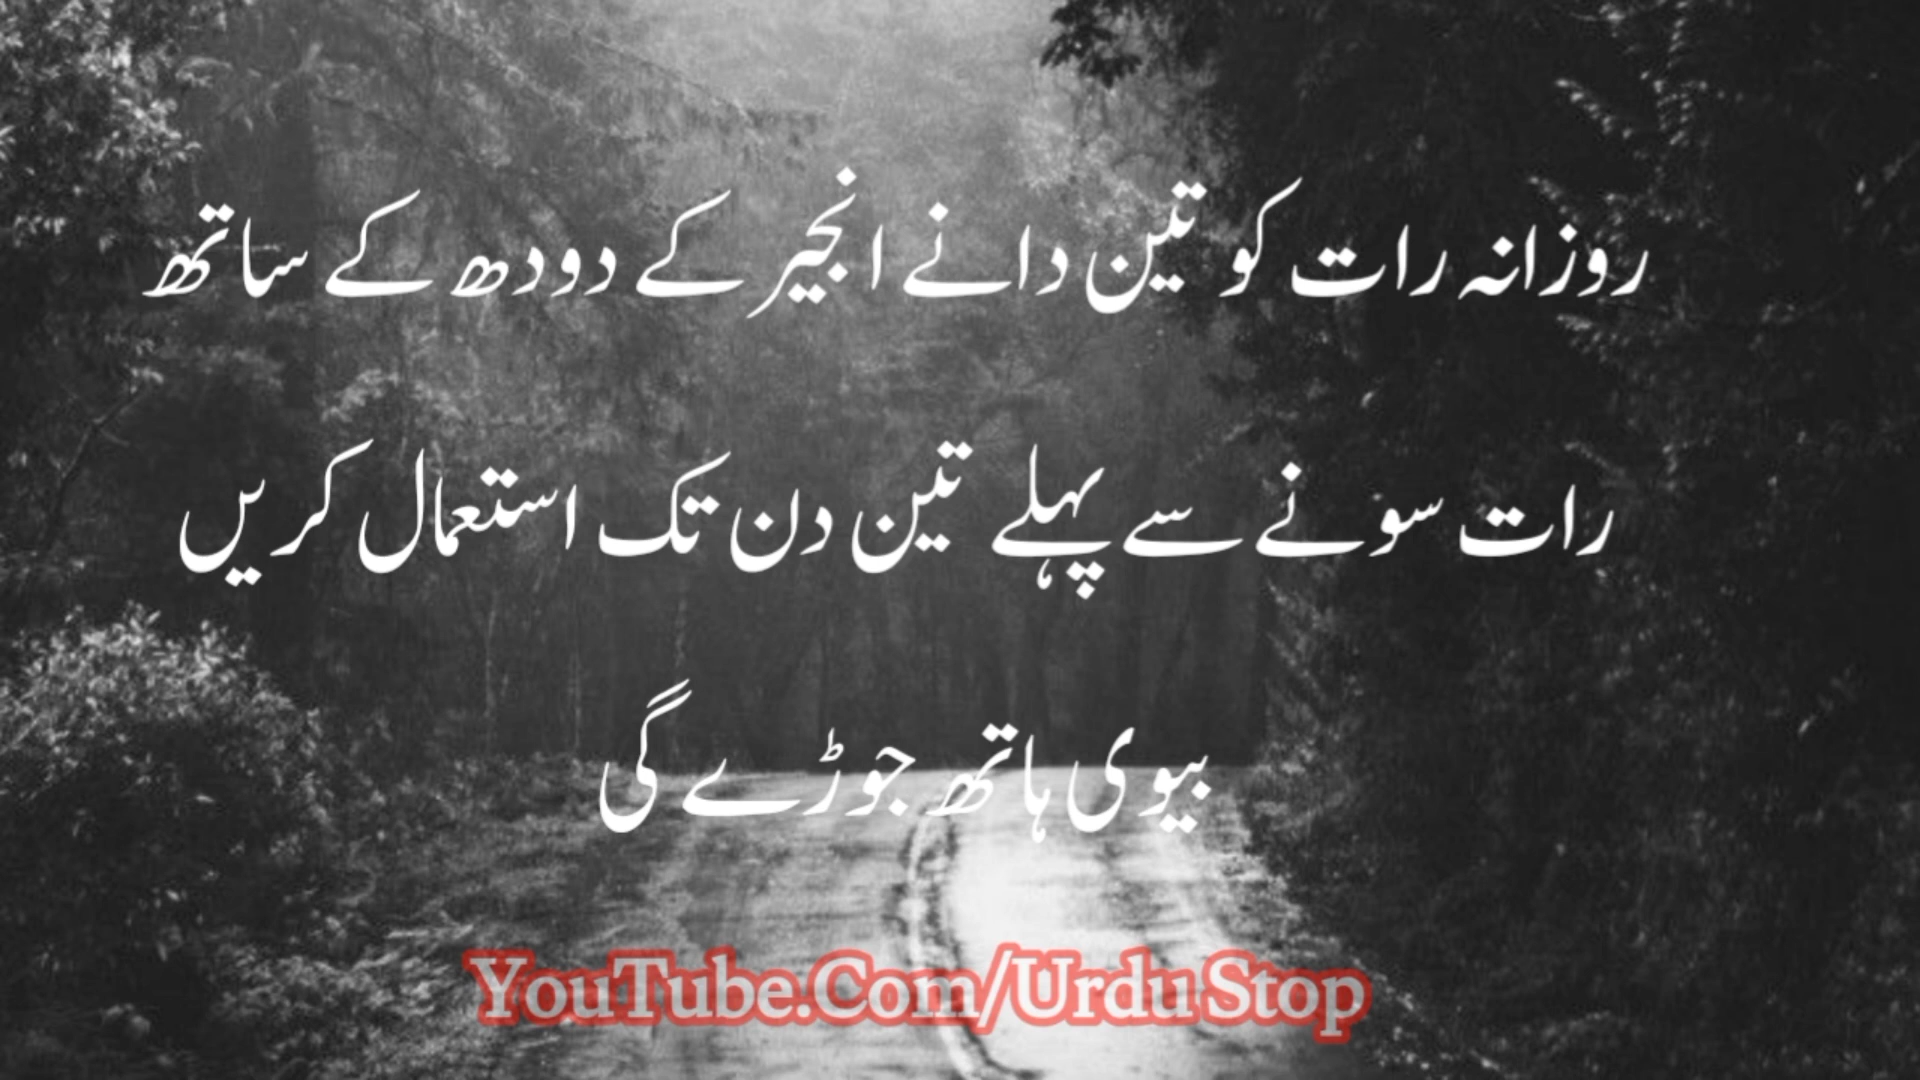 روزانہ رات کو تین دانے انجیر کے دودھ کے ساتھ
رات سونے سے پہلے تین دن تک استعمال کریں
بیوی ہاتھ جوڑے گی
YouTube.Com/Urdu Stop